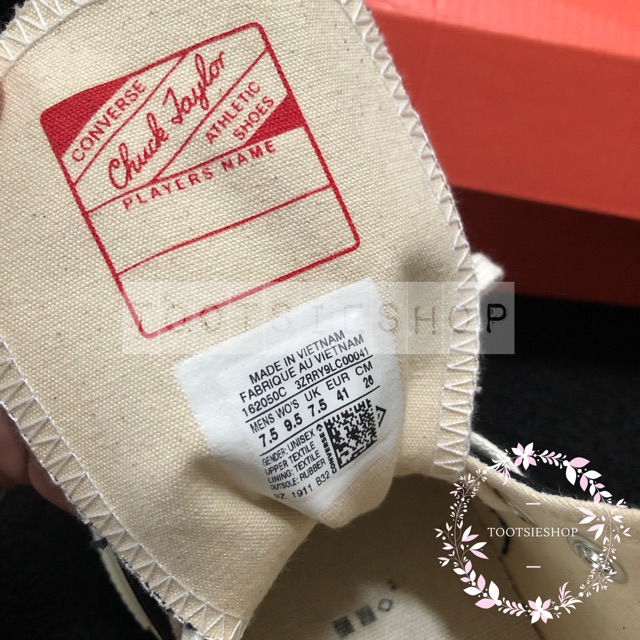 CONVERSE
Chuck Taylor
ATHLETIC
SHOES
PLAYERS NAME
TOOTSIESHOP
MADE IN VIETNAM
FABRIQUE AU VIETNAM
162050C 3ZRRY9LC00041
MENS WO'S UK EUR CM
7.5 9.5 7.5 41 26
GENDER: UNISEX
UPPER: TEXTILE
LINING: TEXTILE
OUTSOLE: RUBBER
1911 B32
TOOTSIESHOP